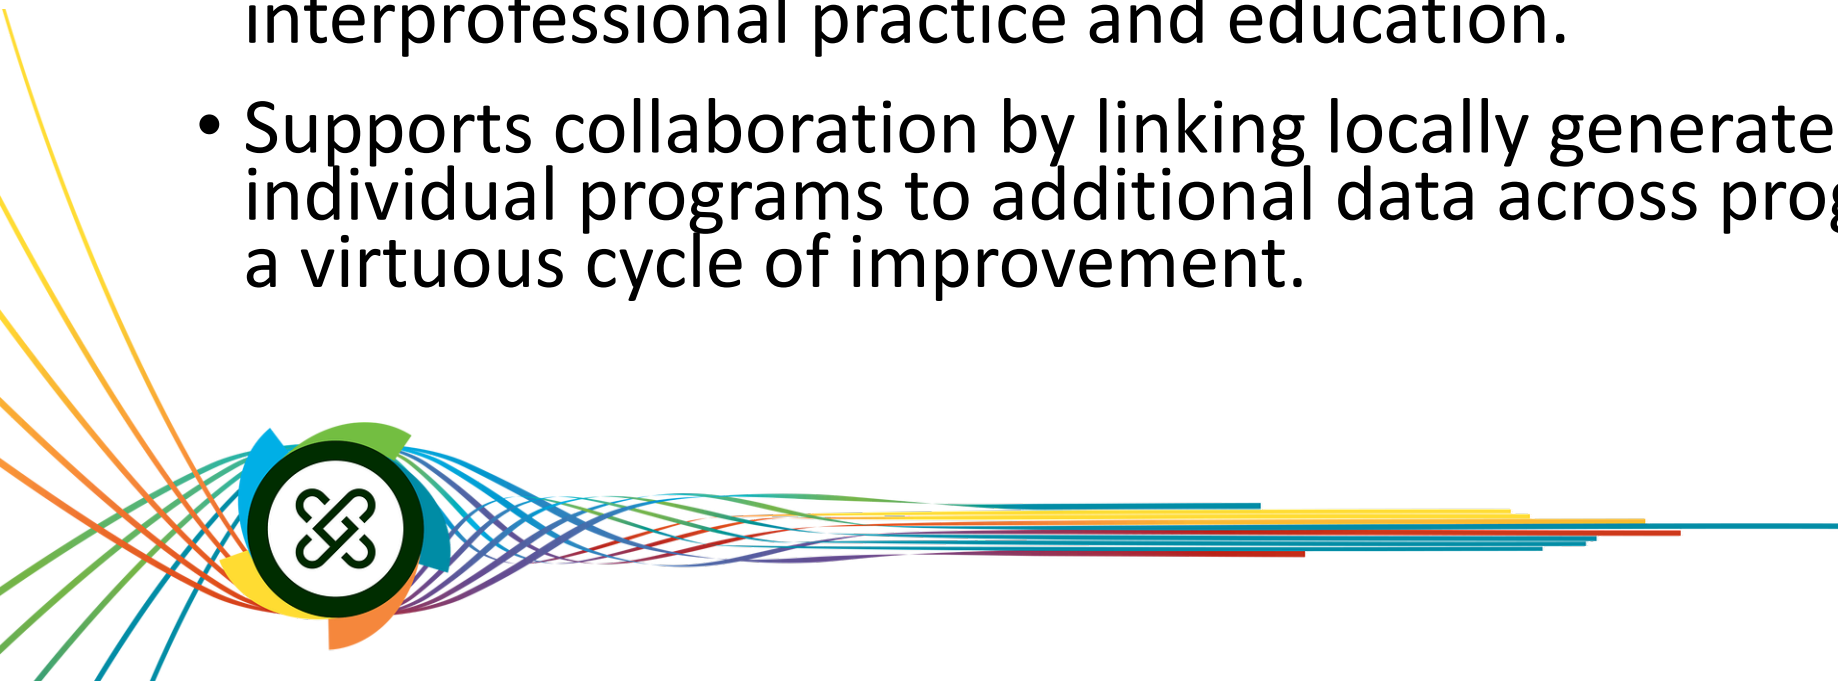 interprofessional practice and education.
• Supports collaboration by linking locally generate
individual programs to additional data across
a virtuous cycle of improvement.